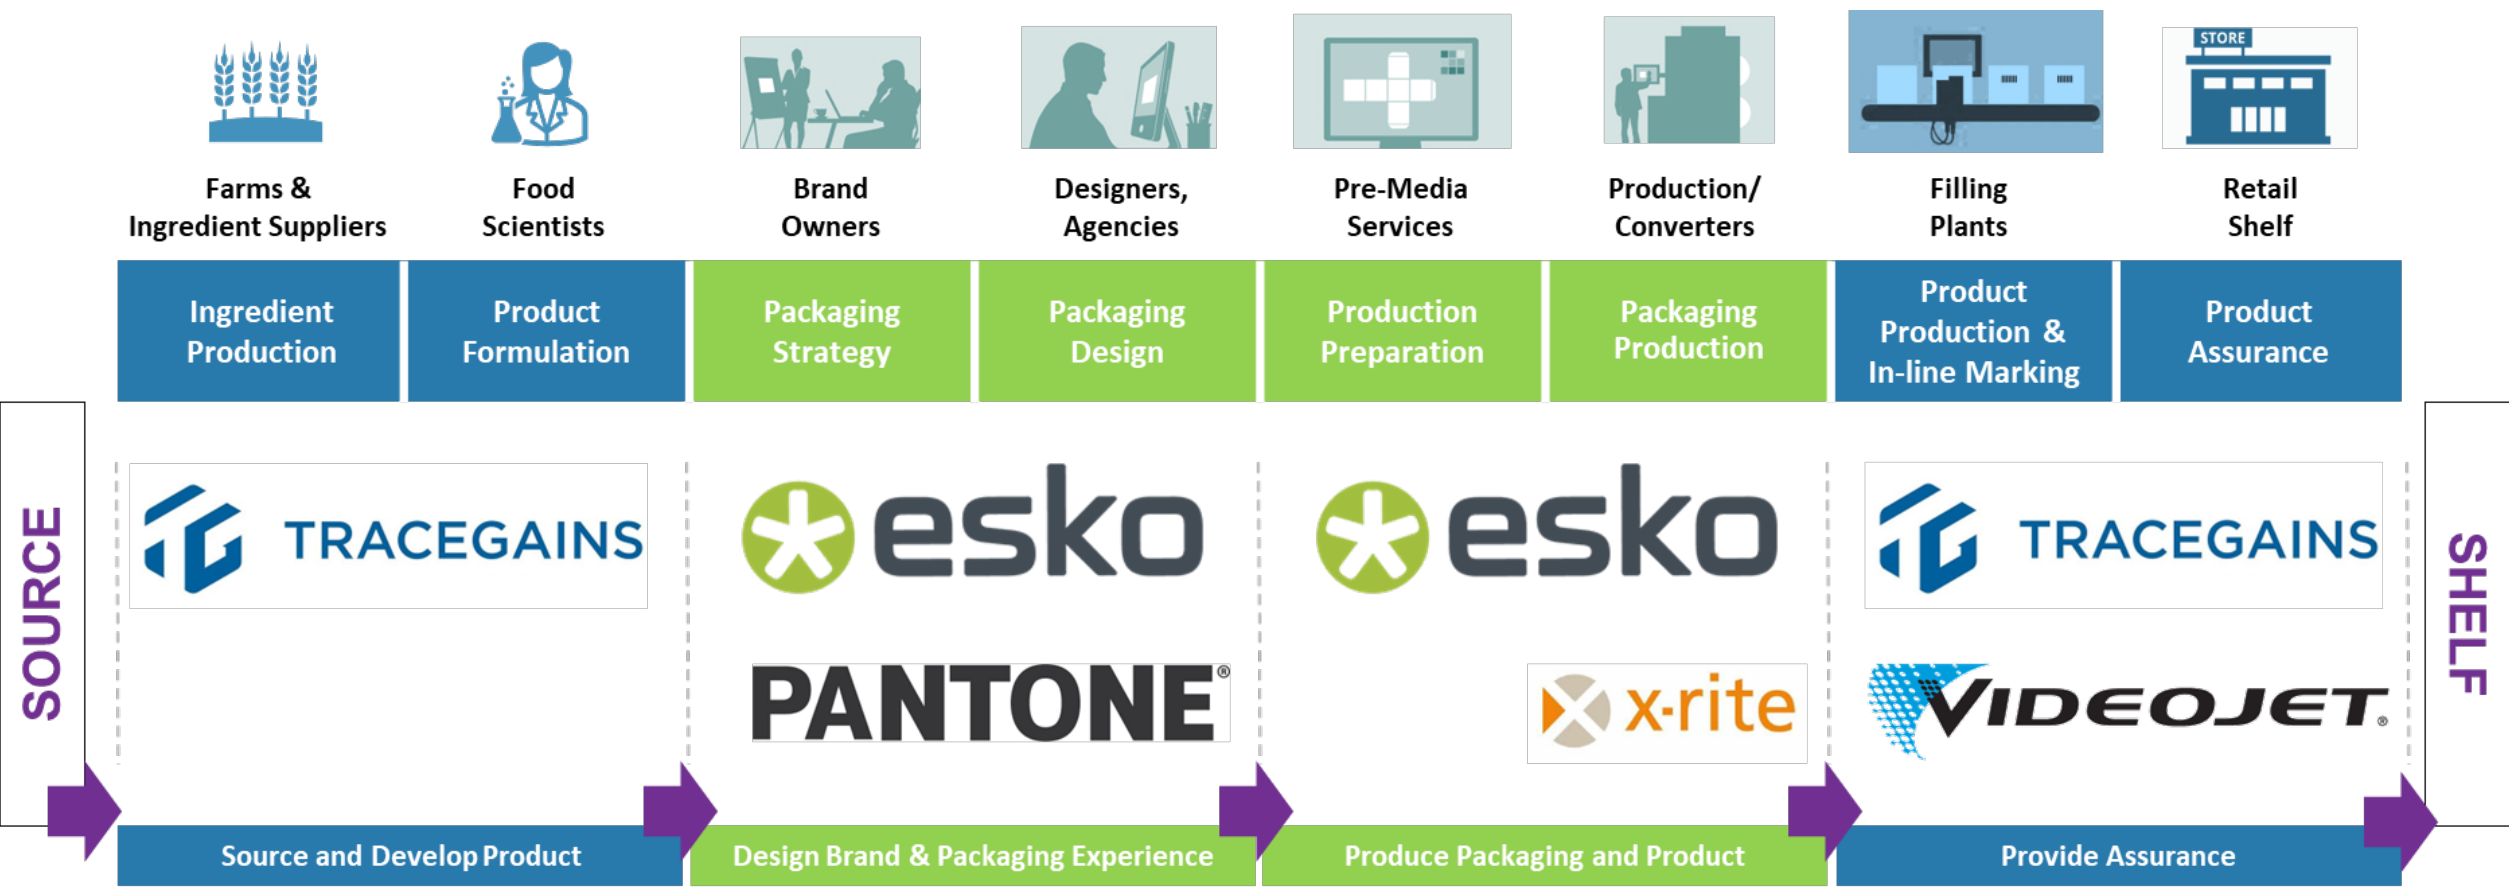 STORE
Farms &
Ingredient Suppliers
Food
Scientists
Brand
Owners
Designers,
Agencies
Pre-Media
Services
Production/
Converters
Filling
Plants
Retail
Shelf
Ingredient
Production
Product
Formulation
Packaging
Strategy
Packaging
Design
Production
Preparation
Packaging
Production
Product
Production &
In-line Marking
Product
Assurance
SOURCE
TRACEGAINS
esko
PANTONE®
esko
x-rite
TRACEGAINS
VIDEOJET®
SHELF
Source and Develop Product
Design Brand & Packaging Experience
Produce Packaging and Product
Provide Assurance